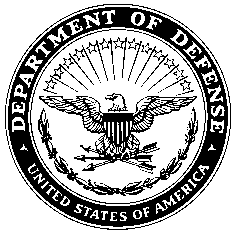 DEPARTMENT OF DEFENSE
UNITED STATES OF AMERICA